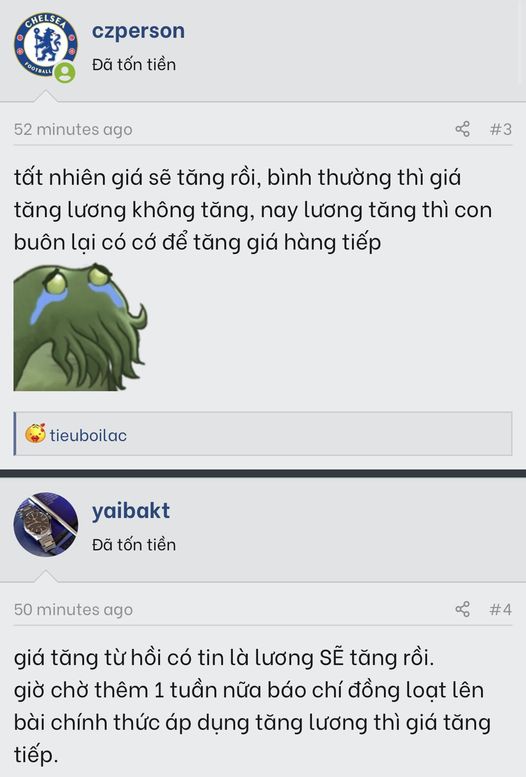 CHELSEA
FOOTBALL
czperson
Đã tốn tiền
52 minutes ago
#3
tất nhiên giá sẽ tăng rồi, bình thường thì giá
tăng lương không tăng, nay lương tăng thì con
buôn lại có cớ để tăng giá hàng tiếp
tieuboilac
yaibakt
Đã tốn tiền
50 minutes ago
#4
giá tăng từ hồi có tin là lương SẼ tăng rồi.
giờ chờ thêm 1 tuần nữa báo chí đồng loạt lên
bài chính thức áp dụng tăng lương thì giá tăng
tiếp.